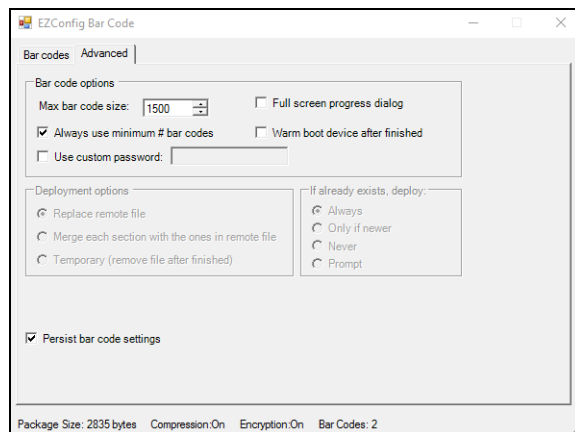 EZConfig Bar Code
Bar codes Advanced
Bar code options
Max bar code size: 1500
Full screen progress dialog
Always use minimum # bar codes
Warm boot device after finished
Use custom password:
Deployment options
Replace remote file
Merge each section with the ones in remote file
Temporary (remove file after finished)
If already exists, deploy:
Always
Only if newer
Never
Prompt
Persist bar code settings
Package Size: 2835 bytes Compression:On Encryption:On Bar Codes: 2